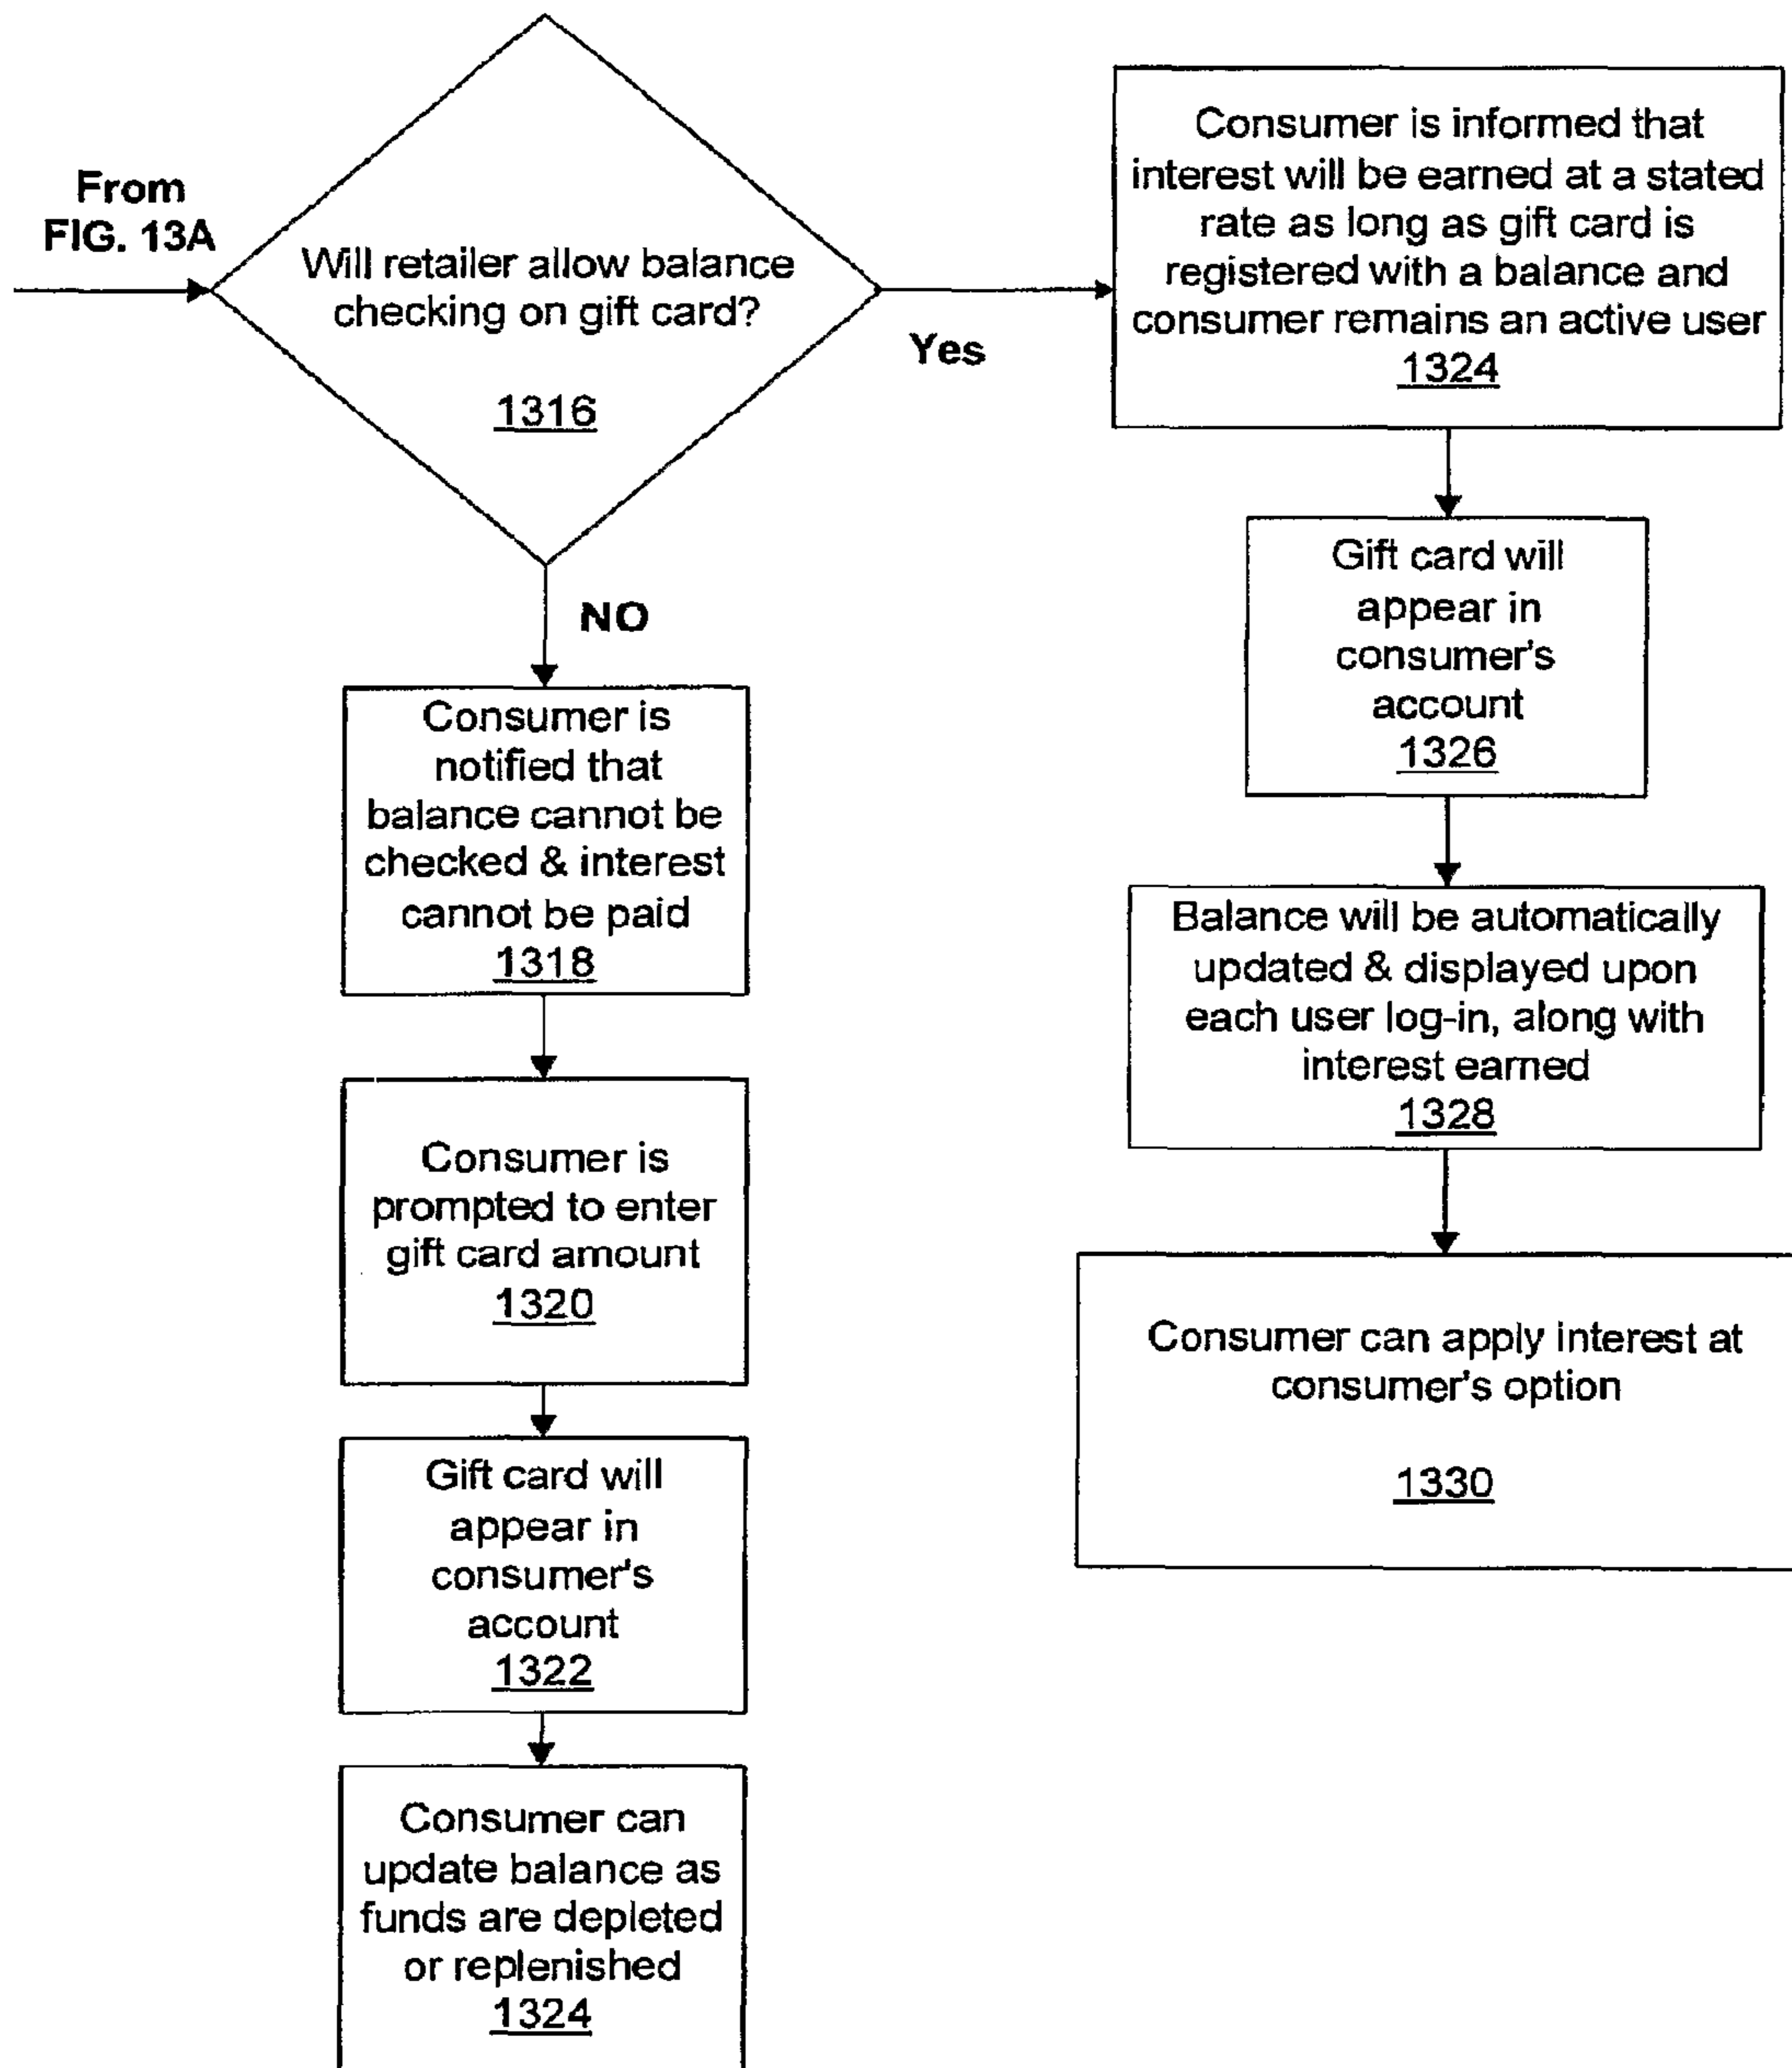 From
FIG. 13A
Will retailer allow balance
checking on gift card?
1316
Yes
NO
Consumer is
notified that
balance cannot be
checked & interest
cannot be paid
1318
Consumer is
prompted to enter
gift card amount
1320
Gift card will
appear in
consumer's
account
1322
Consumer can
update balance as
funds are depleted
or replenished
1324
Consumer is informed that
interest will be earned at a stated
rate as long as gift card is
registered with a balance and
consumer remains an active user
1324
Gift card will
appear in
consumer's
account
1326
Balance will be automatically
updated & displayed upon
each user log-in, along with
interest earned
1328
Consumer can apply interest at
consumer's option
1330